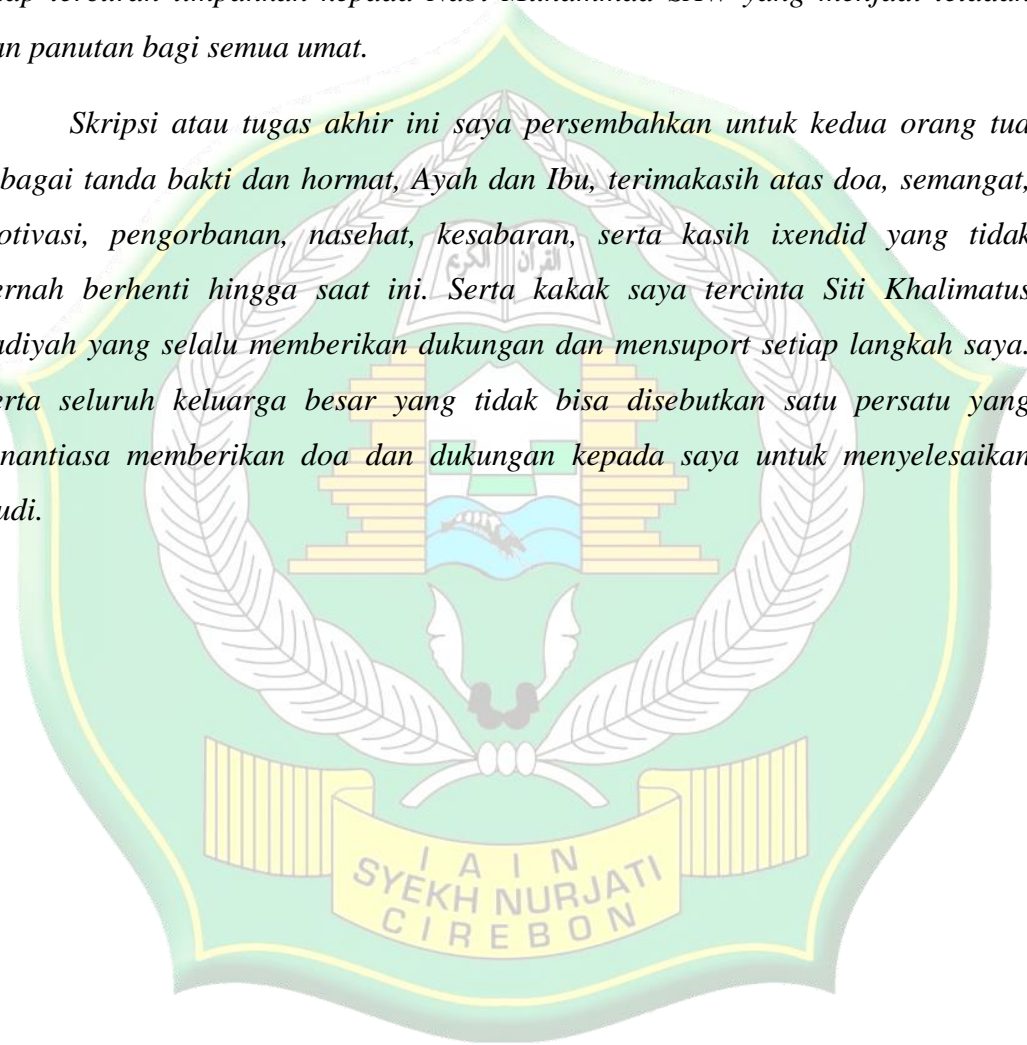 tap tercurah limpahkan kepada Nabi Muhammad SAW yang menjadi teladan
an panutan bagi semua umat.
Skripsi atau tugas akhir ini saya persembahkan untuk kedua orang tua
bagai tanda bakti dan hormat, Ayah dan Ibu, terimakasih atas doa, semangat,
otivasi, pengorbanan, nasehat, kesabaran, serta kasih ixendid yang tidak
ernah berhenti hingga saat ini. Serta kakak saya tercinta Siti Khalimatus
adiyah yang selalu memberikan dukungan dan mensuport setiap langkah saya.
erta seluruh keluarga besar yang tidak bisa disebutkan satu persatu yang
nantiasa memberikan doa dan dukungan kepada saya untuk menyelesaikan
udi.
القرآن الكريم
IAIN
SYEKH NURJATI
CIREBON